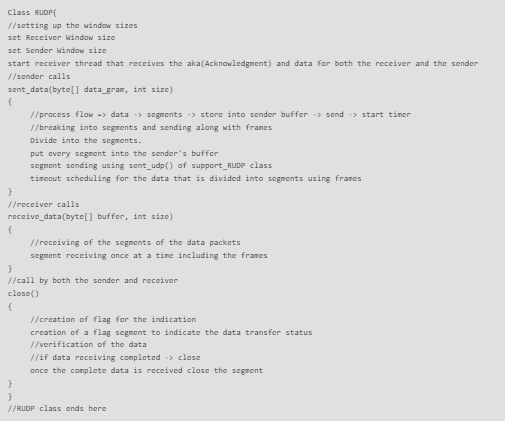 Class RUDP{
//setting up the window sizes
set Receiver Window size
set Sender Window size
start receiver thread that receives the aka(Acknowledgment) and data for both the receiver and the sender
//sender calls
sent_data(byte[] data_gram, int size)
{
//process flow => data -> segments -> store into sender buffer -> send -> start timer
//breaking into segments and sending along with frames
Divide into the segments.
put every segment into the sender's buffer
segment sending using sent_udp() of support_RUDP class
timeout scheduling for the data that is divided into segments using frames
}
//receiver calls
receive_data(byte[] buffer, int size)
{
//receiving of the segments of the data packets
segment receiving once at a time including the frames
}
//call by both the sender and receiver
close()
{
//creation of flag for the indication
creation of a flag segment to indicate the data transfer status
//verification of the data
//if data receiving completed -> close
once the complete data is received close the segment
}
}
//RUDP class ends here